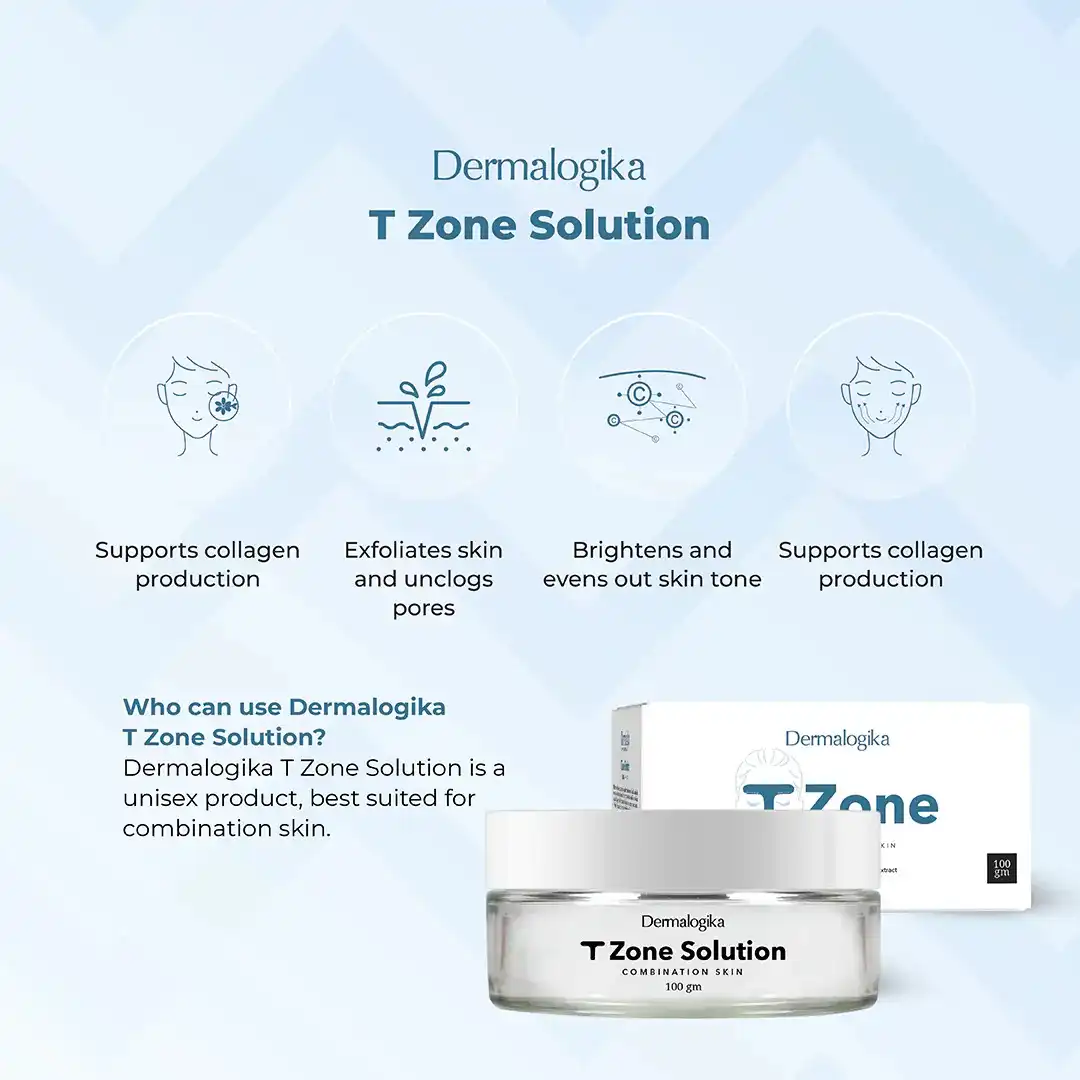 Dermalogika
T Zone Solution
Supports collagen
production
Exfoliates skin
and unclogs
pores
Brightens and
evens out skin tone
Supports collagen
production
Who can use Dermalogika
T Zone Solution?
Dermalogika T Zone Solution is a
unisex product, best suited for
combination skin.
Dermalogika
T Zone
100
gm
Dermalogika
T Zone Solution
COMBINATION SKIN
100 gm